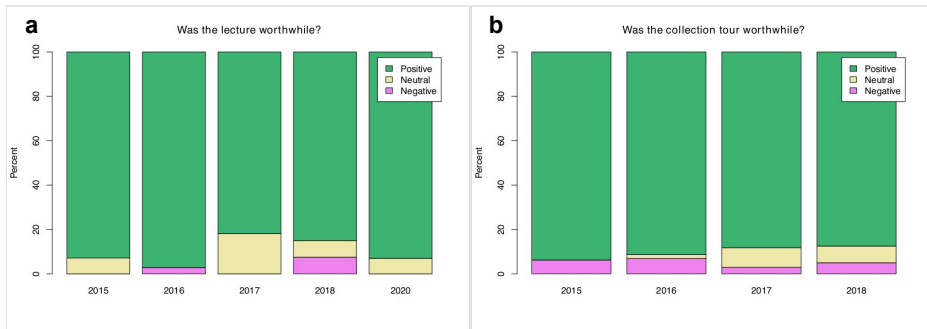 a
Was the lecture worthwhile?
Percent
100
80
60
40
20
0
Positive
Neutral
Negative
2015 2016 2017 2018 2020
b
Was the collection tour worthwhile?
Percent
100
80
60
40
20
0
Positive
Neutral
Negative
2015 2016 2017 2018